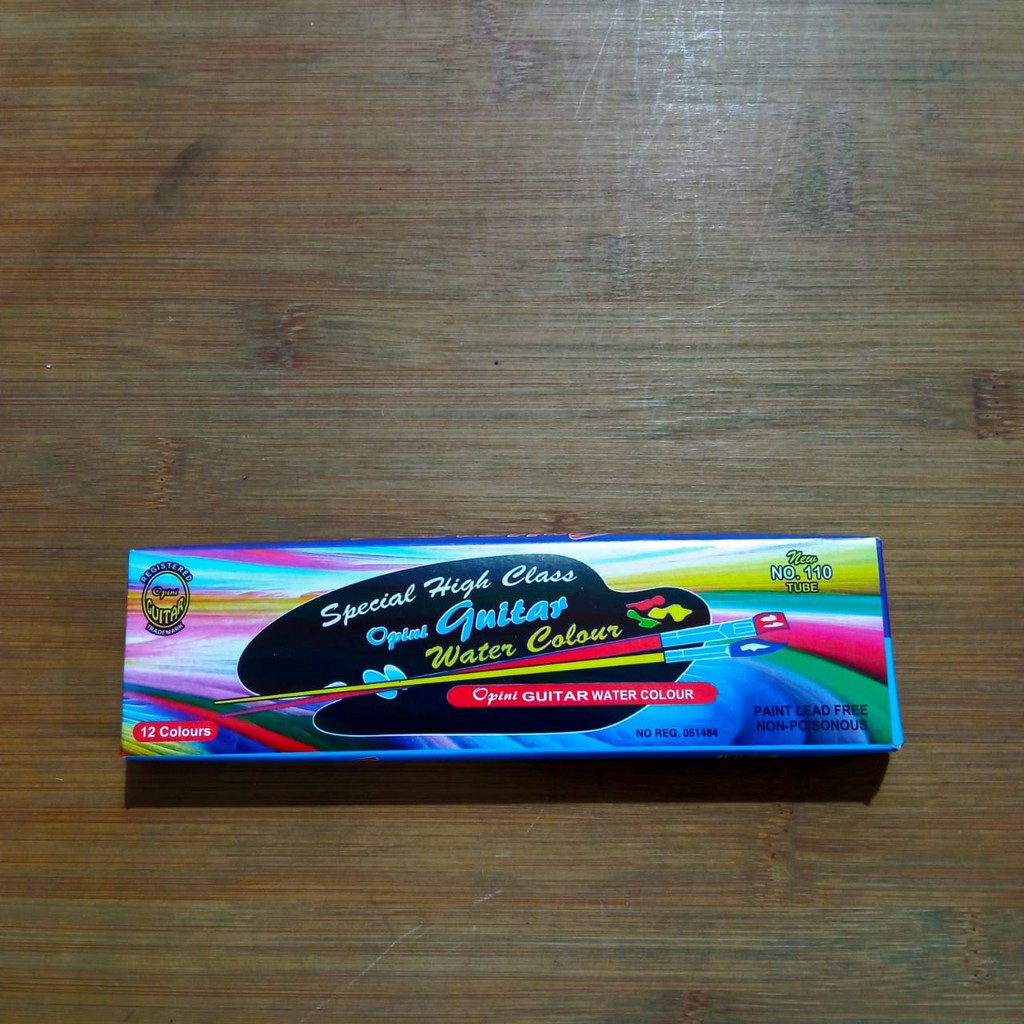 REGISTERED
Opini
GUITAR
TRADEMARK
Special High Class
Opini Guitar
Water Colour
Opini GUITAR WATER COLOUR
New
NO. 110
TUBE
12 Colours
NO REG. 051484
PAINT LEAD FREE
NON-POISONOUS